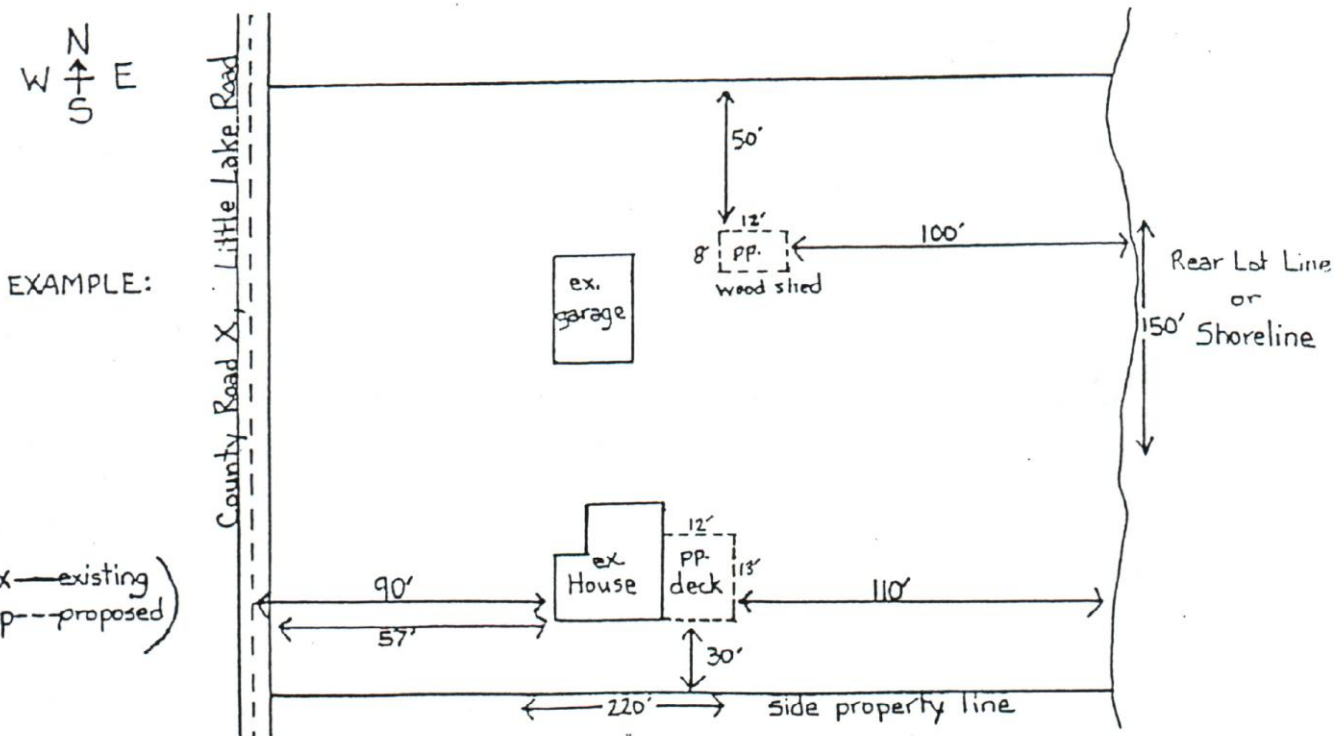 N
W E
S
County Road X, Little Lake Road
50'
12'
8' pp.
wood shed
100'
Rear Lot Line
or
Shoreline
150'
EXAMPLE:
ex.
garage
12'
ex
House
pp.
deck
13'
x—existing
p---proposed)
90'
57'
110'
30'
220'
side property line